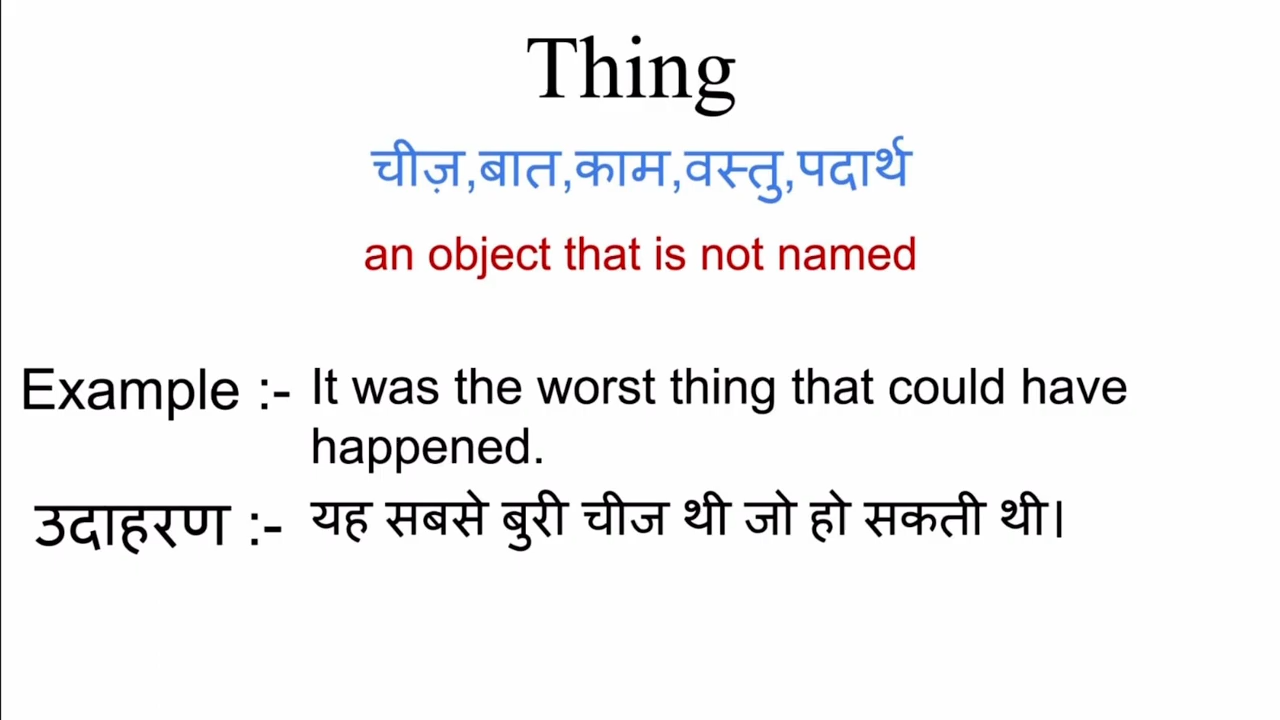 Thing
चीज़,बात,काम,वस्तु,पदार्थ
an object that is not named
Example :- It was the worst thing that could have
happened.
उदाहरण :- यह सबसे बुरी चीज थी जो हो सकती थी।